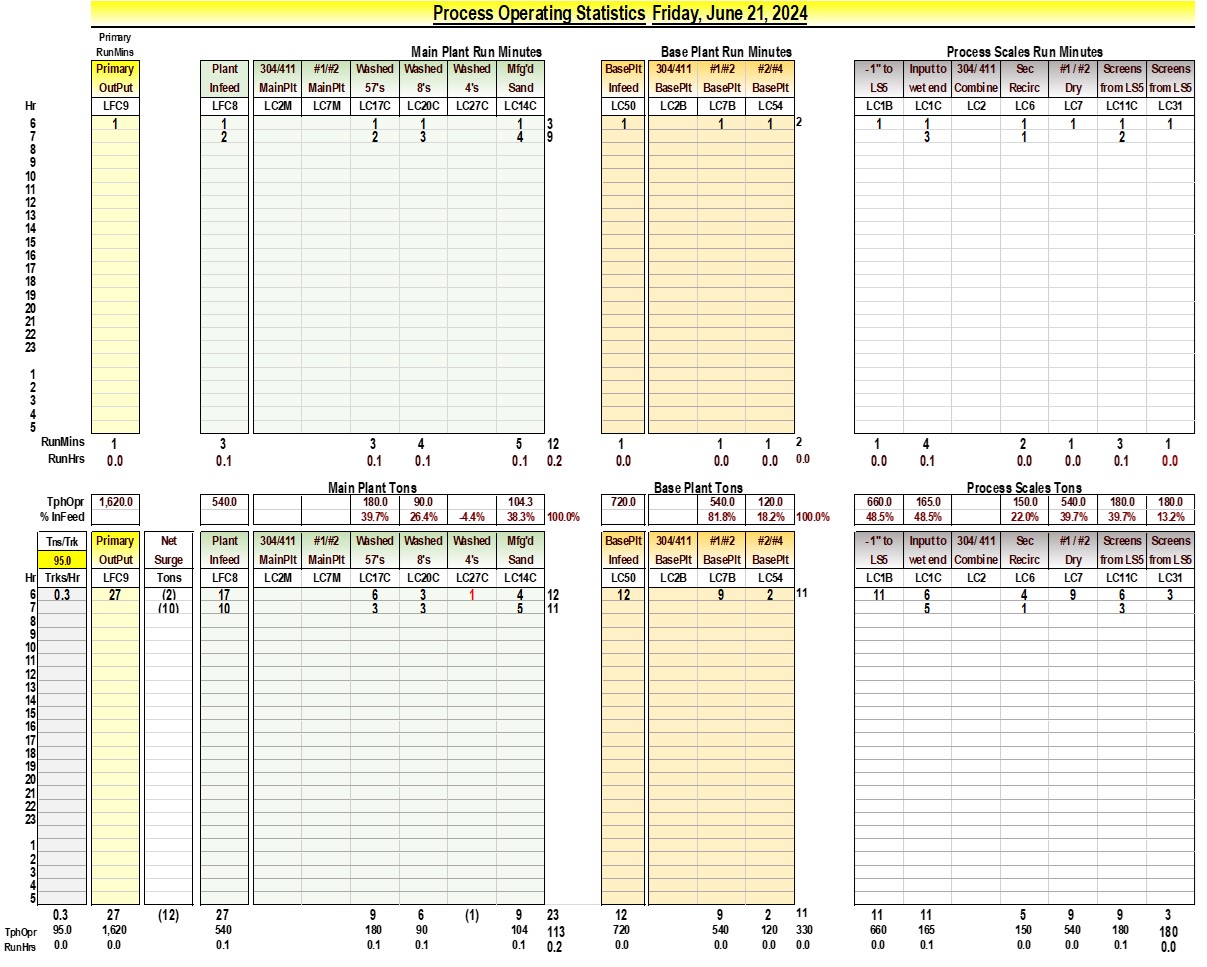 Process Operating Statistics Friday, June 21, 2024
Primary
RunMins Main Plant Run Minutes Base Plant Run Minutes Process Scales Run Minutes
Primary Plant 304/411 #1/#2 Washed Washed Washed Mfg'd BasePlt 304/411 #1/#2 #2/#4 -1" to Input to 304/ 411 Sec #1 / #2 Screens Screens
OutPut Infeed MainPlt MainPlt 57's 8's 4's Sand Infeed BasePlt BasePlt BasePlt LS5 wet end Combine Recirc Dry from LS5 from LS5
Hr LFC9 LFC8 LC2M LC7M LC17C LC20C LC27C LC14C LC50 LC2B LC7B LC54 LC1B LC1C LC2 LC6 LC7 LC11C LC31
6 1 1 1 1 1 3 1 1 1 2 1 1 1 1 1 1
7 2 2 3 4 9 3 1 2
8
9
10
11
12
13
14
15
16
17
18
19
20
21
22
23
1
2
3
4
5
RunMins 1 3 3 4 5 12 1 1 1 2 1 4 2 1 3 1
RunHrs 0.0 0.1 0.1 0.1 0.1 0.2 0.0 0.0 0.0 0.0 0.0 0.1 0.0 0.0 0.1 0.0
Main Plant Tons Base Plant Tons Process Scales Tons
TphOpr 1,620.0 540.0 180.0 90.0 104.3 720.0 540.0 120.0 660.0 165.0 150.0 540.0 180.0 180.0
% InFeed 39.7% 26.4% -4.4% 38.3% 100.0% 81.8% 18.2% 100.0% 48.5% 48.5% 22.0% 39.7% 39.7% 13.2%
Tns/Trk Primary Net Plant 304/411 #1/#2 Washed Washed Washed Mfg'd BasePlt 304/411 #1/#2 #2/#4 -1" to Input to 304/ 411 Sec #1 / #2 Screens Screens
95.0 OutPut Surge Infeed MainPlt MainPlt 57's 8's 4's Sand Infeed BasePlt BasePlt BasePlt LS5 wet end Combine Recirc Dry from LS5 from LS5
Hr Trks/Hr LFC9 Tons LFC8 LC2M LC7M LC17C LC20C LC27C LC14C LC50 LC2B LC7B LC54 LC1B LC1C LC2 LC6 LC7 LC11C LC31
6 0.3 27 (2) 17 6 3 1 4 12 12 9 2 11 11 6 4 9 6 3
7 (10) 10 3 3 5 11 5 1 3
8
9
10
11
12
13
14
15
16
17
18
19
20
21
22
23
1
2
3
4
5
0.3 27 (12) 27 9 6 (1) 9 23 12 9 2 11 11 11 5 9 9 3
TphOpr 95.0 1,620 540 180 90 104 113 720 540 120 330 660 165 150 540 180 180
RunHrs 0.0 0.0 0.1 0.1 0.1 0.1 0.2 0.0 0.0 0.0 0.0 0.0 0.1 0.0 0.0 0.1 0.0